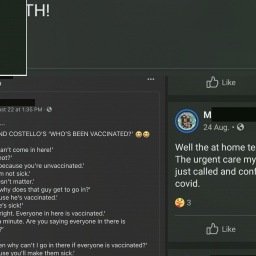 TH!
Like
st 22 at 1:35 PM ·
ND COSTELLO'S 'WHO'S BEEN VACCINATED?'
an't come in here!'
not?'
because you're unvaccinated.'
m not sick.'
esn't matter.'
why does that guy get to go in?'
use he's vaccinated.'
he's sick!'
right. Everyone in here is vaccinated.'
a minute. Are you saying everyone in there is
?'
en why can't I go in there if everyone is vaccinated?'
use you'll make them sick.'
M
24 Aug. ·
Well the at home te
The urgent care my
just called and conf
covid.
3
Like